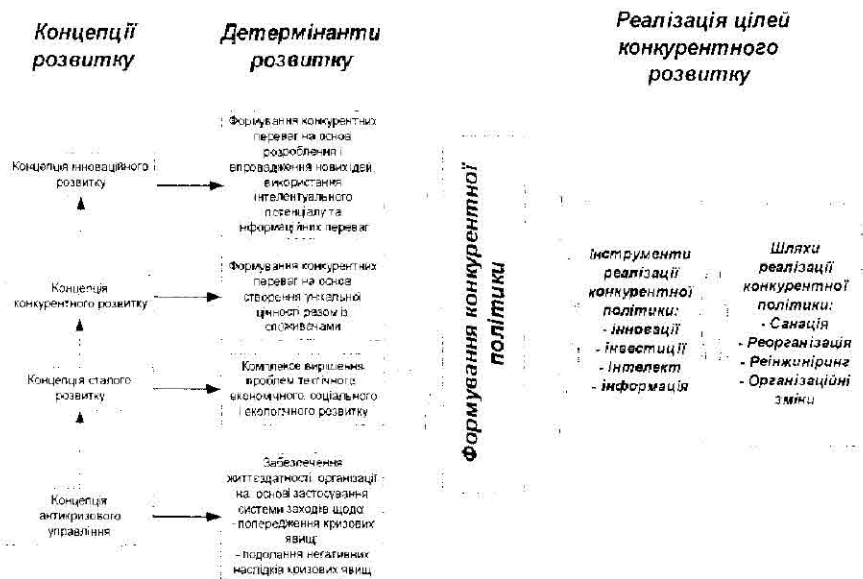 Концепції
розвитку
Детермінанти
розвитку
Реалізація цілей
конкурентного
розвитку
Концепція інноваційного
розвитку
Формування конкурентних
переваг на основі
розроблення і
впровадження нових ідей,
використання
інтелектуального
потенціалу та
інформаційних переваг
Концепція
конкурентного розвитку
Формування конкурентних
переваг на основі
створення унікальної
цінності разом із
споживачами
Концепція сталого
розвитку
Комплексе вирішення
проблем
економічного, соціального
і екологічного розвитку
Концепція
антикризового
управління
Забезпечення
життєздатності організації
на основі застосування
системи заходів щодо:
- попередження кризових
явищ;
- подолання негативних
наслідків кризових явищ
Формування конкурентної
політики
Інструменти
реалізації
конкурентної
політики:
- інновації
- інвестиції
- інтелект
- інформація
Шляхи
реалізації
конкурентної
політики:
- Санація
- Реорганізація
- Реінжиніринг
- Організаційні
зміни